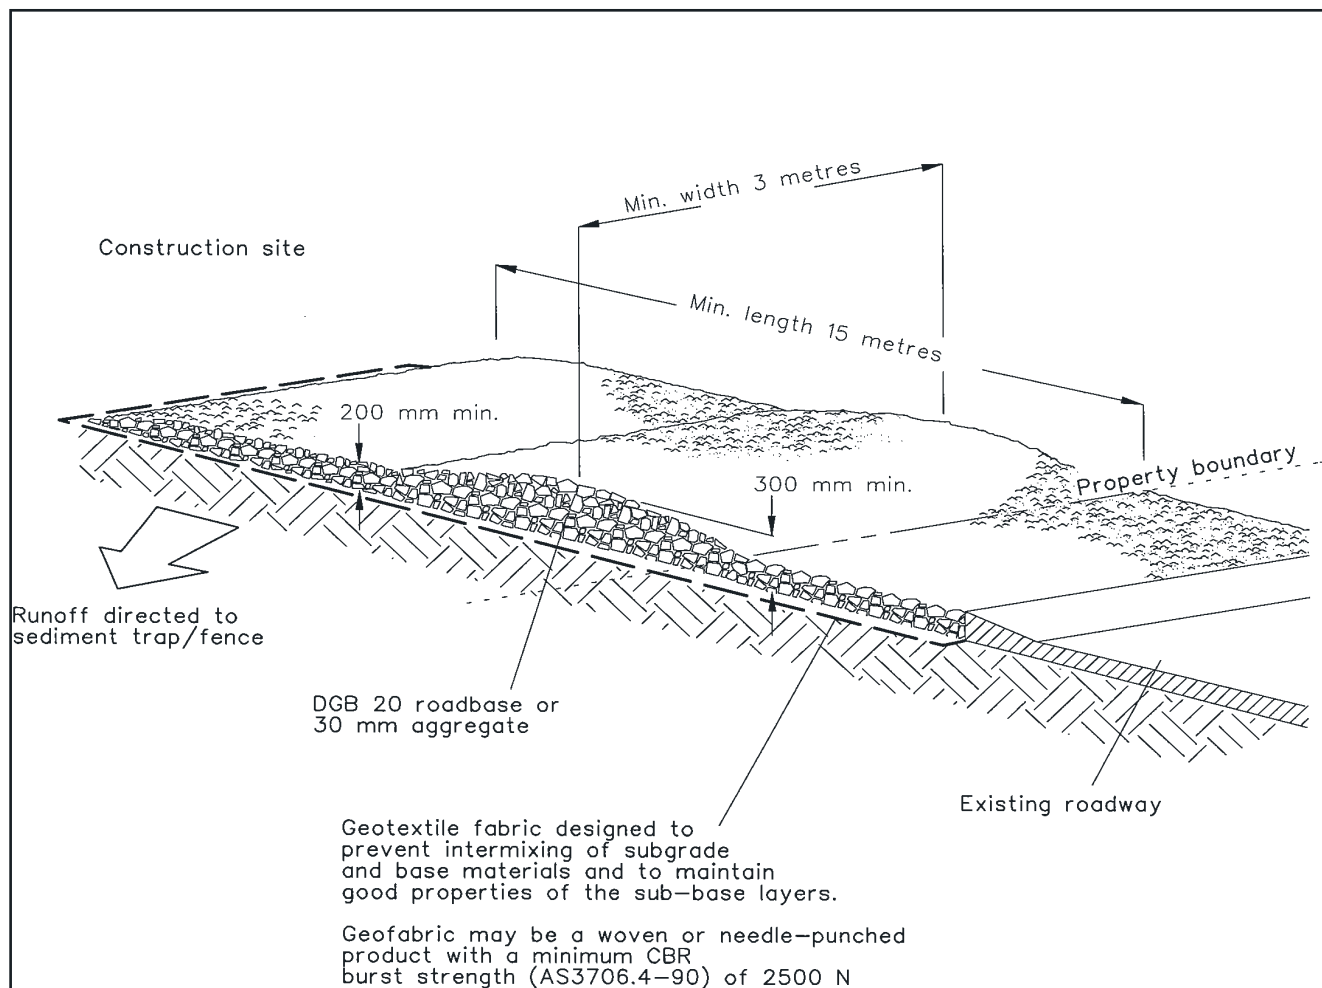 Min. width 3 metres
Construction site
Min. length 15 metres
200 mm min.
Property boundary
300 mm min.
Runoff directed to
sediment trap/fence
DGB 20 roadbase or
30 mm aggregate
Existing roadway
Geotextile fabric designed to
prevent intermixing of subgrade
and base materials and to maintain
good properties of the sub-base layers.
Geofabric may be a woven or needle-punched
product with a minimum CBR
burst strength (AS3706.4-90) of 2500 N